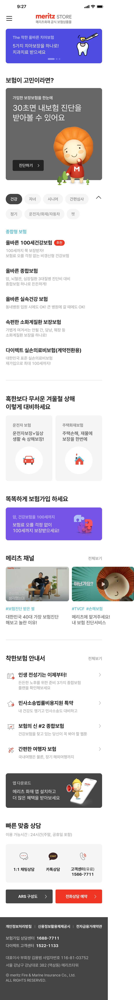 9:27
meritz STORE
메리츠화재 공식 보험상품몰
The 착한 올바른 치아보험
5가지 치아보장을 하나로!
치과치료 받으세요
보험이 고민이라면?
가입한 보장보험을 한눈에
30초면 내보험 진단을
받아볼 수 있어요
M
진단하기
건강 자녀 시니어 간편심사
정기 운전자/화재/자동차 펫
종합형 보험
올바른 100세건강보험 추천
100세까지 쭉 보장받자!
보험료 오를 걱정 없는 비갱신형 건강보험
올바른 종합보험
암, 뇌혈관, 심장질환 3대질병 진단비 대비
종합보험 하나로 든든하게!
올바른 실속건강 보험
동네병원 입원 시에도 OK! 큰 병원에 갈 때에도 OK!
속편한 소화계질환 보장보험
가볍게 여겨서는 안될 간, 담낭, 췌장 등
소화계질환 보장을 하나로!
다이렉트 실손의료비보험(계약전환용)
대한민국 표준 실손의료비보험
재가입으로 최대 100세까지!
혹한보다 무서운 겨울철 상해
이렇게 대비하세요
운전자 보험
운전자보장+일상
생활 속 상해보장!
주택화재보험
주택손해, 재물에
보장을 한번에
똑똑하게 보험가입 하세요
암, 건강보험을 100세까지
보험료 오를 걱정 없이
100세까지 보장받으세요!
메리츠 채널 전체보기
meritz
준비했다고
생각했는데
아닌가요?
#보험진단 받은 썰
대한민국 40대 가장 보험진단
해보고 놀란 이유!
#TVCF #손해보험
메리츠에 맡겨주세요!
내 보험 진단서비스
착한보험 안내서 전체보기
인생 전성기는 이제부터!
든든한 노후를 위한 준비 3가지 종합보험
플랜을 확인해보세요
민사소송법률비용지원 특약
내 건강도 챙기고 민사소송도 대비하고
보험의 신 #2 종합보험
건강보험을 찾고 있는 당신이 꼭 봐야 할 웹툰
간편한 여행자 보험
국내여행은 물론, 장기 해외여행까지
앱 다운로드
메리츠 화재 앱 설치하고
더 많은 혜택을 받아보세요
meritz
빠른 맞춤 상담
이용 가능시간 : 24시간(주말, 공휴일 포함)
1:1 채팅상담
CHAT
카톡상담
고객센터(유료)
1566-7711
ARS 구성도
전화상담 예약
개인정보처리방침 | 신용정보활용체제공시 | 전자금융거래약관
보험가입 상담센터 1688-7711
다이렉트 고객센터 1522-1133
대표이사 부회장 김용범 사업자번호 116-81-03752
서울 강남구 강남대로 382 (역삼동) 메리츠타워
© meritz Fire & Marine Insurance Co., Ltd.
ALL RIGHTS RESERVED.